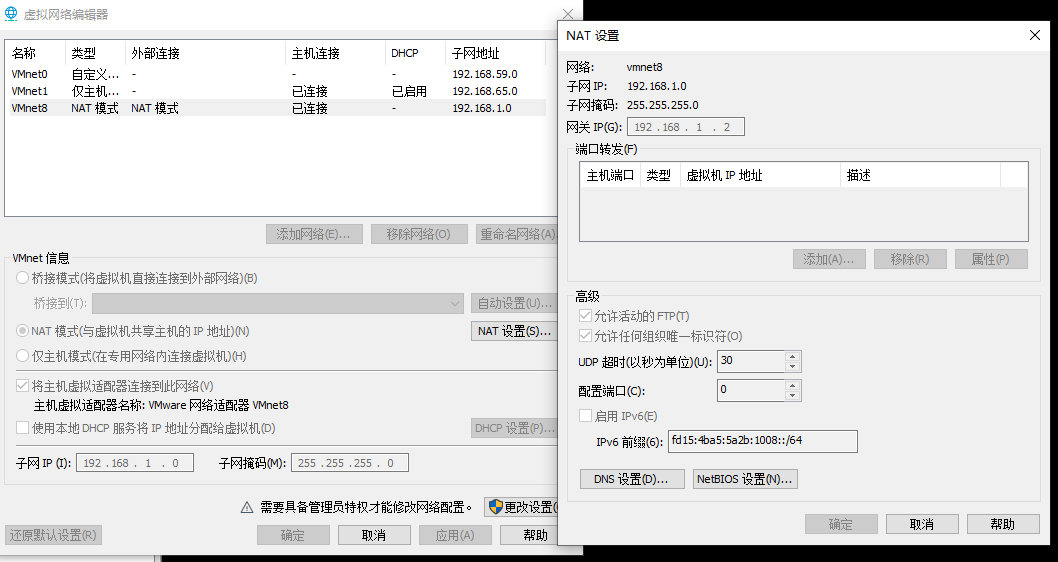 虚拟网络编辑器
名称 类型 外部连接 主机连接 DHCP 子网地址
VMnet0 自定义... - - - 192.168.59.0
VMnet1 仅主机... - 已连接 已启用 192.168.65.0
VMnet8 NAT 模式 NAT 模式 已连接 - 192.168.1.0
添加网络(E)... 移除网络(O) 重命名网络(A)
VMnet 信息
桥接模式(将虚拟机直接连接到外部网络)(B)
桥接到(T): 自动设置(U)...
NAT 模式(与虚拟机共享主机的 IP 地址)(N) NAT 设置(S)...
仅主机模式(在专用网络内连接虚拟机)(H)
将主机虚拟适配器连接到此网络(V)
主机虚拟适配器名称: VMware 网络适配器 VMnet8
使用本地 DHCP 服务将 IP 地址分配给虚拟机(D) DHCP 设置(P)...
子网 IP (I): 192 . 168 . 1 . 0 子网掩码(M): 255 . 255 . 255 . 0
需要具备管理员特权才能修改网络配置。 更改设置(
还原默认设置(R) 确定 取消 应用(A) 帮助
NAT 设置
网络: vmnet8
子网 IP: 192.168.1.0
子网掩码: 255.255.255.0
网关 IP(G): 192 . 168 . 1 . 2
端口转发(F)
主机端口 类型 虚拟机 IP 地址 描述
添加(A)... 移除(R) 属性(P)
高级
允许活动的 FTP(T)
允许任何组织唯一标识符(O)
UDP 超时(以秒为单位)(U): 30
配置端口(C): 0
启用 IPv6(E)
IPv6 前缀(6): fd15:4ba5:5a2b:1008::/64
DNS 设置(D)... NetBIOS 设置(N)...
确定 取消 帮助